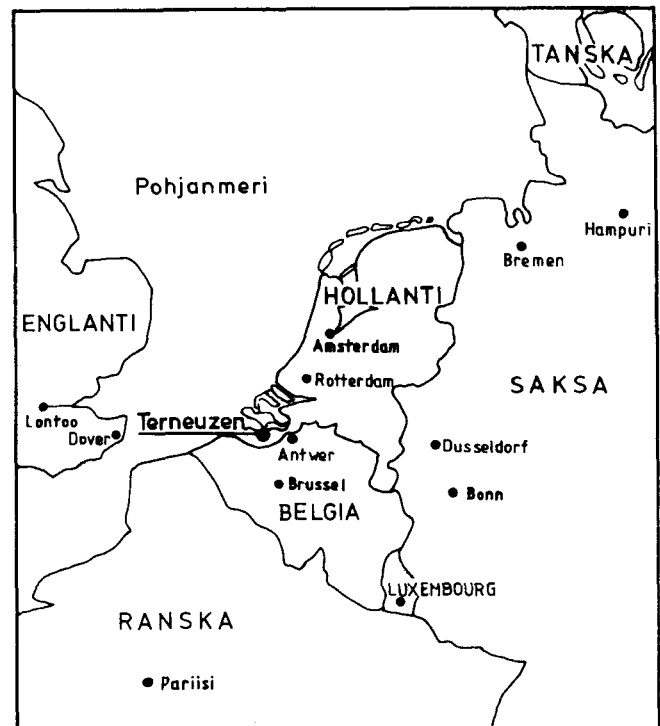 TANSKA
Pohjanmeri
Hampuri
Bremen
HOLLANTI
ENGLANTI
Amsterdam
Rotterdam
SAKSA
Lontoo
Terneuzen
Dover
Antwer
Dusseldorf
Brussel
Bonn
BELGIA
LUXEMBOURG
RANSKA
Pariisi